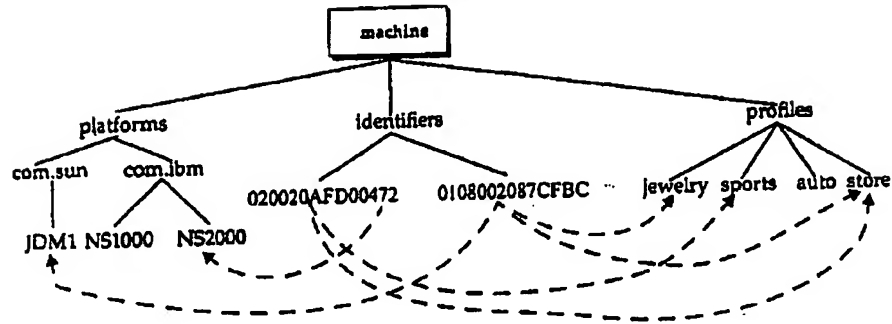 machine
platforms identifiers profiles
com.sun com.ibm
020020AFD00472 0108002087CFBC ... jewelry sports auto store
JDM1 NS1000 NS2000